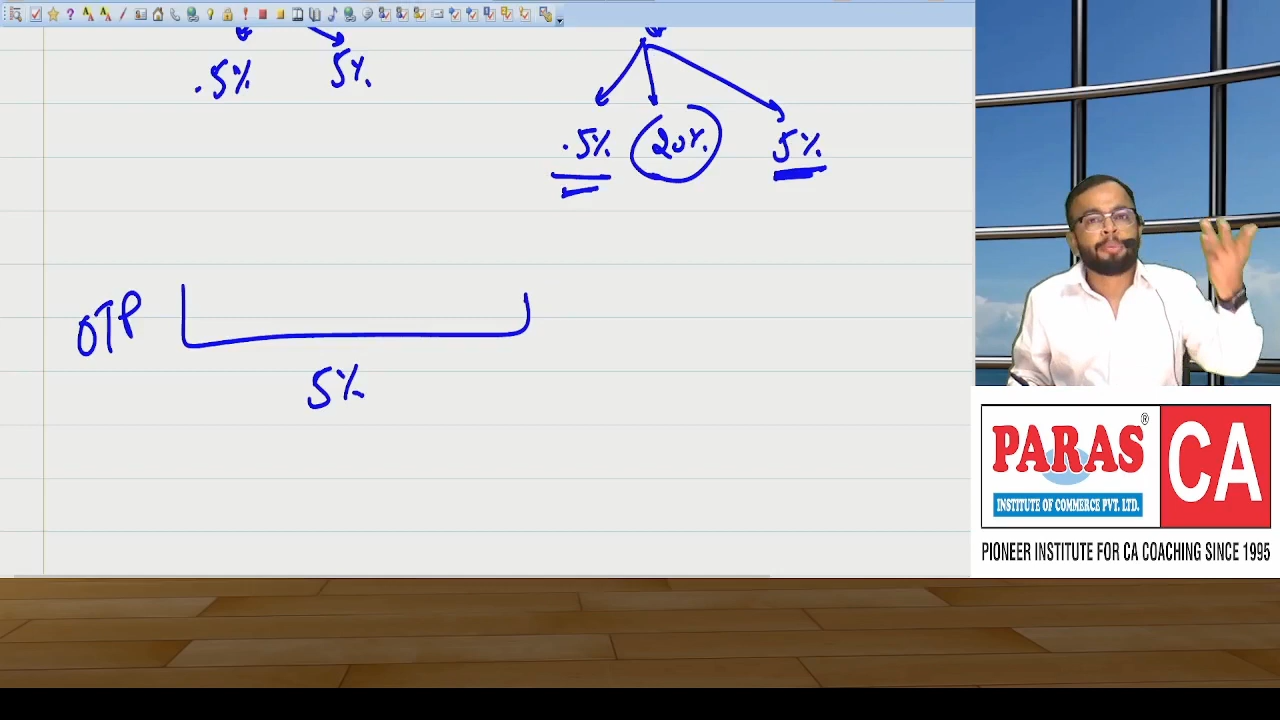 .5% 5%
.5% 20% 5%
OTP
5%
PARAS®
CA
INSTITUTE OF COMMERCE PVT. LTD.
PIONEER INSTITUTE FOR CA COACHING SINCE 1995